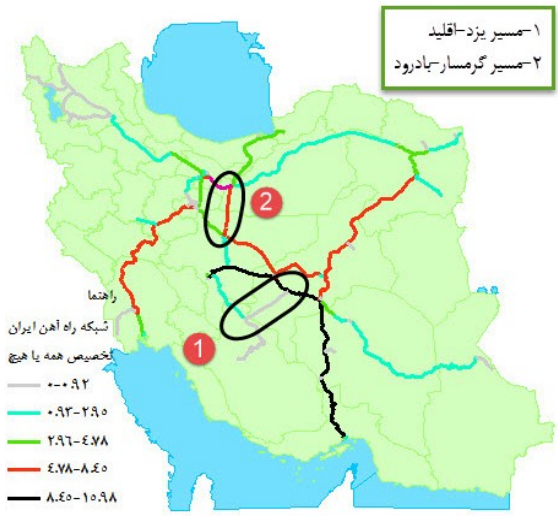 ۱-مسیر یزد-اقلید
۲-مسیر گرمسار-بادرود
2
1
راهنما
شبکه راه آهن ایران
تخصیص همه یا هیچ
۰-۰.۹۲
۰.۹۳-۲.۹۵
۲.۹۶-۴.۷۸
۴.۷۸-۸.۴۵
۸.۴۵-۱۵.۹۸